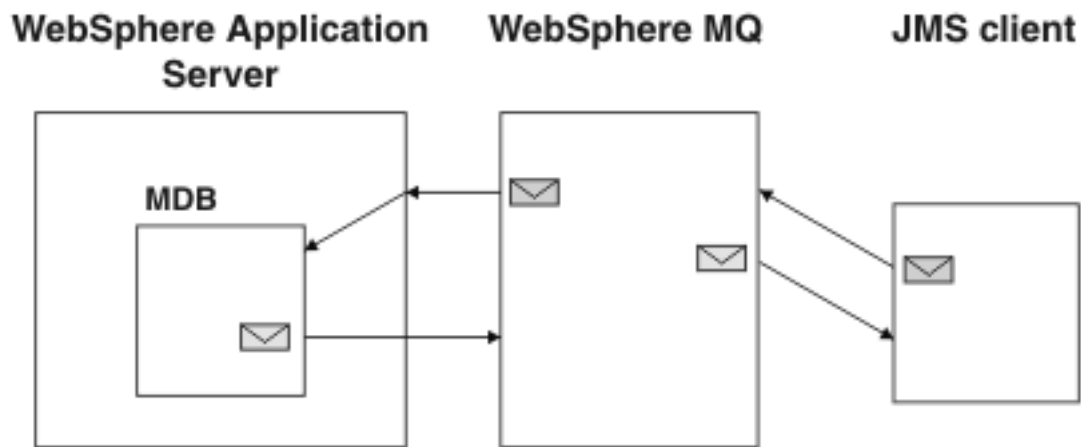 WebSphere Application
Server
WebSphere MQ
JMS client
MDB